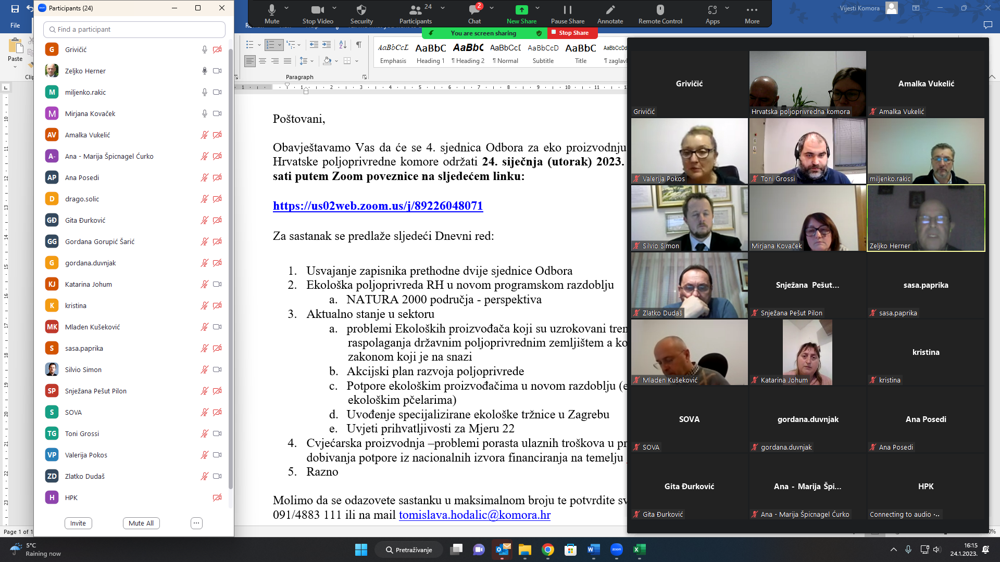 Participants (24)
Find a participant
Grivičić
Zeljko Herner
miljenko.rakic
Mirjana Kovaček
Amalka Vukelić
Ana - Marija Špicnagel Ćurko
Ana Posedi
drago.solic
Gita Đurković
Gordana Gorupić Šarić
gordana.duvnjak
Katarina Johum
kristina
Mladen Kušeković
sasa.paprika
Silvio Simon
Snježana Pešut Pilon
SOVA
Toni Grossi
Valerija Pokos
Zlatko Dudaš
HPK
G
M
M
AV
A-
AP
D
GĐ
GG
G
KJ
K
MK
S
SP
S
TG
VP
ZD
H
Invite
Mute All
File
Paste
Page 1 of 1
Mute
Stop Video
Security
Participants
24
Chat
2
New Share
Pause Share
Annotate
Remote Control
Apps
More
You are screen sharing
Stop Share
Vijesti Komora
AaBbCcL Emphasis
AaBbC Heading 1
AaBbC ¶ Heading 2
AaBbCcI ¶ Normal
AaBbCcD Subtitle
AaBbC Title
AaBbCcDd ¶ zaglavl
Paragraph
Poštovani,
Obavještavamo Vas da će se 4. sjednica Odbora za eko proizvodnju
Hrvatske poljoprivredne komore održati 24. siječnja (utorak) 2023.
sati putem Zoom poveznice na sljedećem linku:
https://us02web.zoom.us/j/89226048071
Za sastanak se predlaže sljedeći Dnevni red:
1. Usvajanje zapisnika prethodne dvije sjednice Odbora
2. Ekološka poljoprivreda RH u novom programskom razdoblju
a. NATURA 2000 područja - perspektiva
3. Aktualno stanje u sektoru
a. problemi Ekoloških proizvođača koji su uzrokovani tren
raspolaganja državnim poljoprivrednim zemljištem a ko
zakonom koji je na snazi
b. Akcijski plan razvoja poljoprivrede
c. Potpore ekološkim proizvođačima u novom razdoblju (e
ekološkim pčelarima)
d. Uvođenje specijalizirane ekološke tržnice u Zagrebu
e. Uvjeti prihvatljivosti za Mjeru 22
4. Cvjećarska proizvodnja –problemi porasta ulaznih troškova u pr
dobivanja potpore iz nacionalnih izvora financiranja na temelju
5. Razno
Molimo da se odazovete sastanku u maksimalnom broju te potvrdite sv
091/4883 111 ili na mail tomislava.hodalic@komora.hr
Grivičić
Grivičić
Hrvatska poljoprivredna komora
Amalka Vukelić
Amalka Vukelić
Valerija Pokos
Toni Grossi
miljenko.rakic
Silvio Simon
Mirjana Kovaček
Zeljko Herner
Zlatko Dudaš
Snježana Pešut...
Snježana Pešut Pilon
sasa.paprika
sasa.paprika
Mladen Kušeković
Katarina Johum
kristina
kristina
SOVA
SOVA
gordana.duvnjak
gordana.duvnjak
Ana Posedi
Ana Posedi
Gita Đurković
Gita Đurković
Ana - Marija Špi...
Ana - Marija Špicnagel Ćurko
HPK
Connecting to audio
5°C
Raining now
Pretraživanje
16:15
24.1.2023.